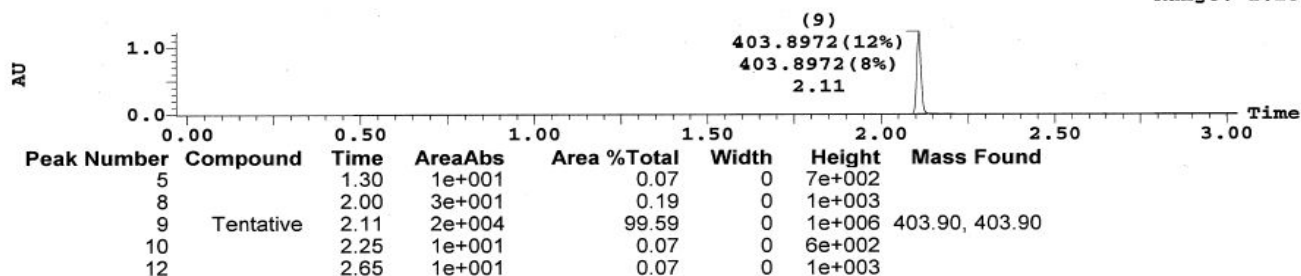 (9)
403.8972(12%)
403.8972(8%)
2.11
AU
1.0
0.0
Time
0.00 0.50 1.00 1.50 2.00 2.50 3.00
Peak Number Compound Time AreaAbs Area %Total Width Height Mass Found
5 1.30 1e+001 0.07 0 7e+002
8 2.00 3e+001 0.19 0 1e+003
9 Tentative 2.11 2e+004 99.59 0 1e+006 403.90, 403.90
10 2.25 1e+001 0.07 0 6e+002
12 2.65 1e+001 0.07 0 1e+003